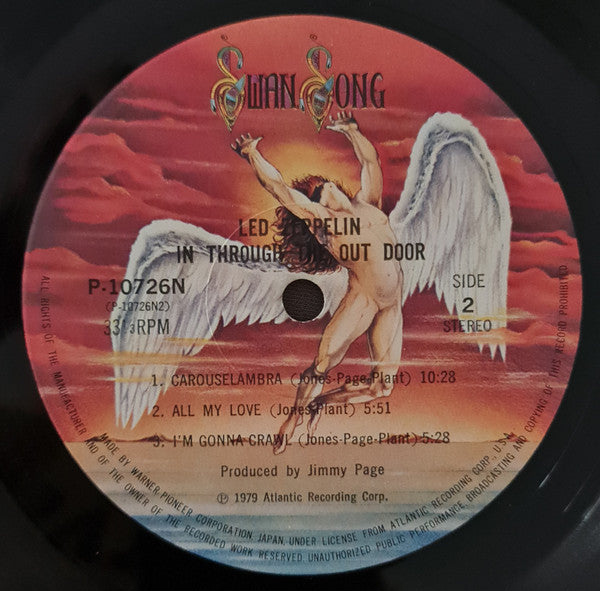 SWAN SONG
LED ZEPPELIN
IN THROUGH THE OUT DOOR
P-10726N
(P-10726N2)
33⅓RPM
SIDE
2
STEREO
1. CAROUSELAMBRA (Jones-Page-Plant) 10:28
2. ALL MY LOVE (Jones-Plant) 5:51
3. I'M GONNA CRAWL (Jones-Page-Plant) 5:28
Produced by Jimmy Page
℗ 1979 Atlantic Recording Corp.
MADE BY WARNER-PIONEER CORPORATION, JAPAN, UNDER LICENSE FROM ATLANTIC RECORDING CORP., U.S.A.
ALL RIGHTS OF THE MANUFACTURER AND OF THE OWNER OF THE RECORDED WORK RESERVED. UNAUTHORIZED PUBLIC PERFORMANCE, BROADCASTING AND COPYING OF THIS RECORD PROHIBITED